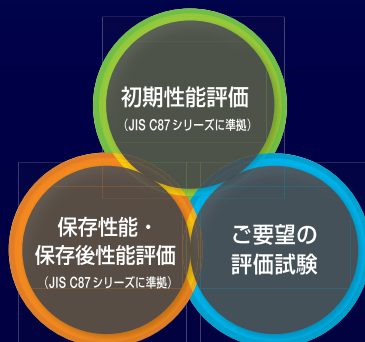 初期性能評価
（JIS C87シリーズに準拠）
保存性能・
保存後性能評価
（JIS C87シリーズに準拠）
ご要望の
評価試験